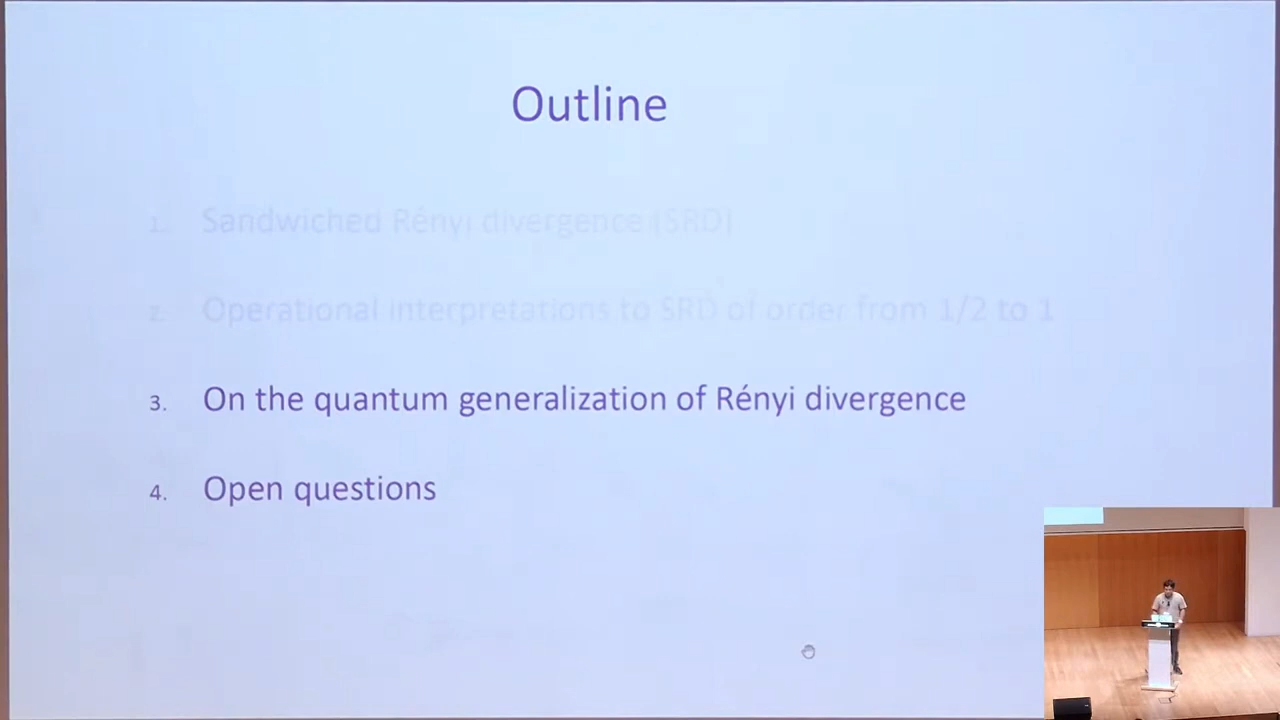 Outline
1. Sandwiched Rényi divergence (SRD)
2. Operational interpretations to SRD of order from 1/2 to 1
3. On the quantum generalization of Rényi divergence
4. Open questions